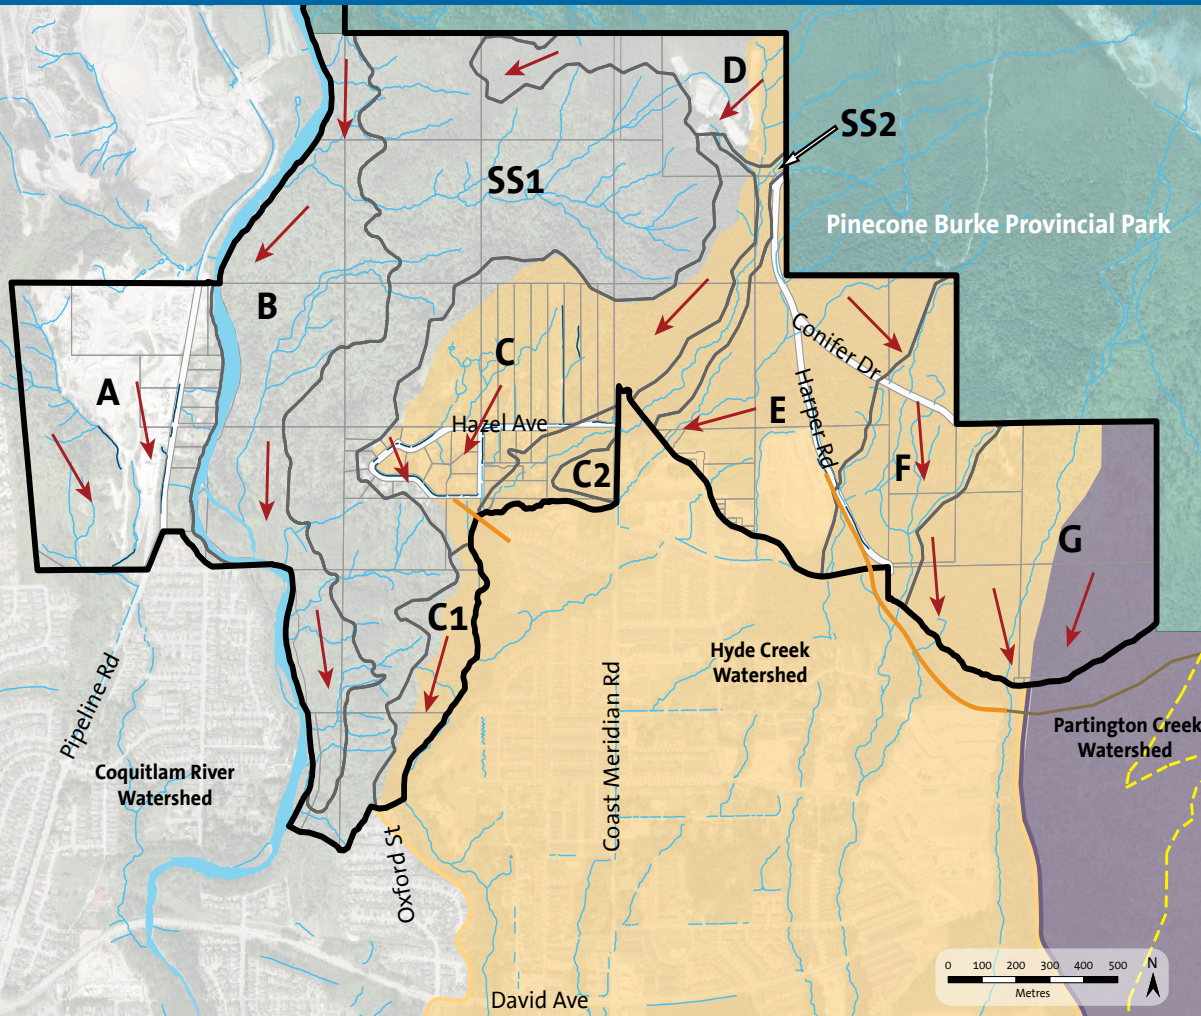 D
SS2
SS1
Pinecone Burke Provincial Park
B
Conifer Dr
C
A
Harper Rd
E
Hazel Ave
C2
F
G
C1
Hyde Creek
Watershed
Pipeline Rd
Coast Meridian Rd
Partington Creek
Watershed
Coquitlam River
Watershed
Oxford St
0 100 200 300 400 500
Metres
N
David Ave